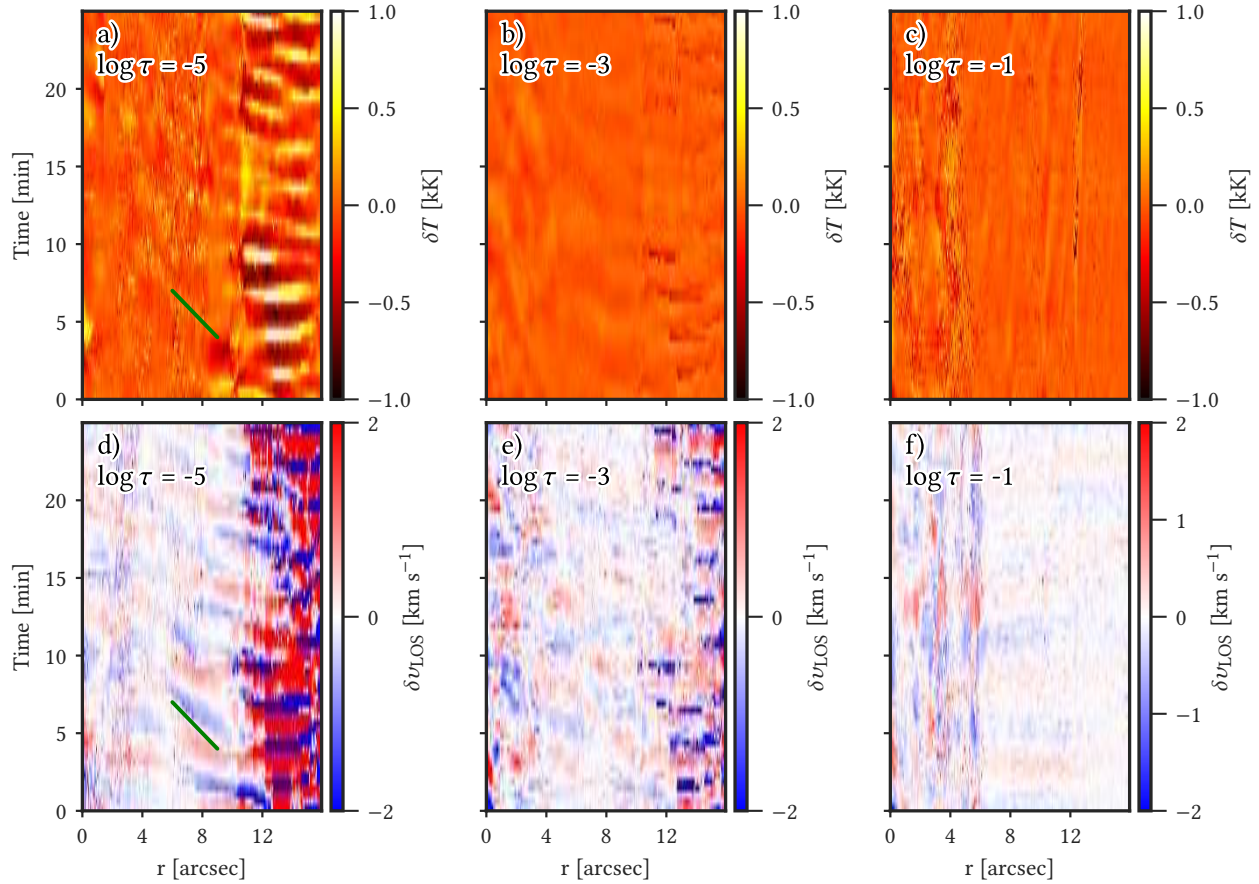 a)
log τ = -5
b)
log τ = -3
c)
log τ = -1
1.0
0.5
0.0
−0.5
−1.0
δT [kK]
1.0
0.5
0.0
−0.5
−1.0
δT [kK]
1.0
0.5
0.0
−0.5
−1.0
δT [kK]
20
15
10
5
0
Time [min]
d)
log τ = -5
e)
log τ = -3
f)
log τ = -1
2
0
−2
δv_LOS [km s⁻¹]
2
0
−2
δv_LOS [km s⁻¹]
2
1
0
−1
−2
δv_LOS [km s⁻¹]
20
15
10
5
0
Time [min]
0 4 8 12
r [arcsec]
0 4 8 12
r [arcsec]
0 4 8 12
r [arcsec]